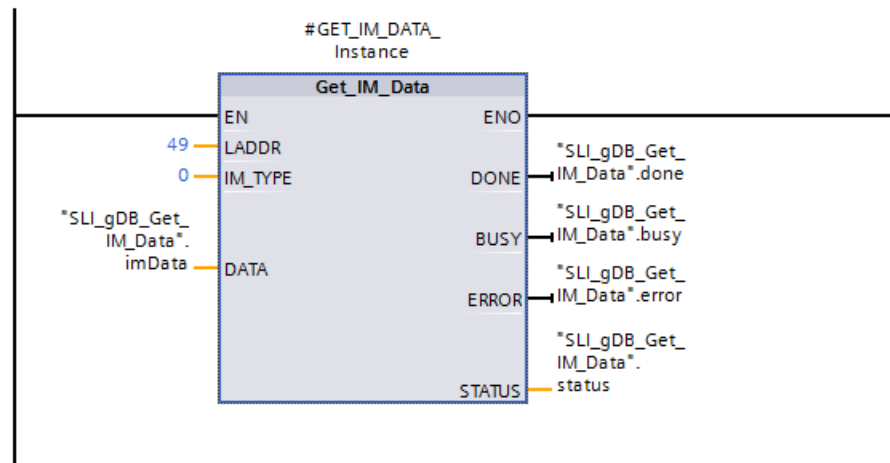 #GET_IM_DATA_
Instance
Get_IM_Data
EN
ENO
49
LADDR
0
IM_TYPE
DONE
"SLI_gDB_Get_
IM_Data".done
"SLI_gDB_Get_
IM_Data".
imData
DATA
BUSY
"SLI_gDB_Get_
IM_Data".busy
ERROR
"SLI_gDB_Get_
IM_Data".error
STATUS
"SLI_gDB_Get_
IM_Data".
status